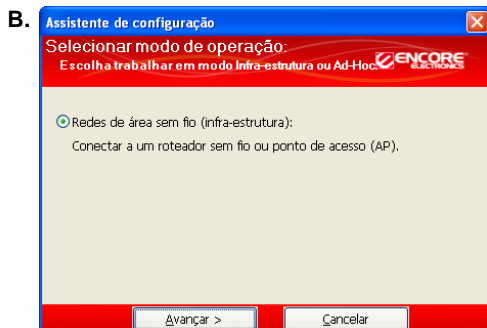 B.
Assistente de configuração
Selecionar modo de operação:
Escolha trabalhar em modo Infra-estrutura ou Ad-Hoc.
ENCORE
ELECTRONICS
Redes de área sem fio (infra-estrutura):
Conectar a um roteador sem fio ou ponto de acesso (AP).
Avançar > Cancelar